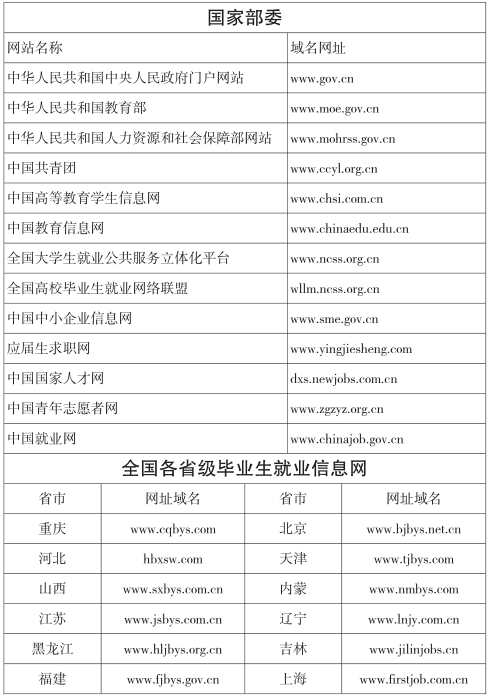 国家部委
网站名称 域名网址
中华人民共和国中央人民政府门户网站 www.gov.cn
中华人民共和国教育部 www.moe.gov.cn
中华人民共和国人力资源和社会保障部网站 www.mohrss.gov.cn
中国共青团 www.ccyl.org.cn
中国高等教育学生信息网 www.chsi.com.cn
中国教育信息网 www.chinaedu.edu.cn
全国大学生就业公共服务立体化平台 www.ncss.org.cn
全国高校毕业生就业网络联盟 wllm.ncss.org.cn
中国中小企业信息网 www.sme.gov.cn
应届生求职网 www.yingjiesheng.com
中国国家人才网 dxs.newjobs.com.cn
中国青年志愿者网 www.zgzyz.org.cn
中国就业网 www.chinajob.gov.cn
全国各省级毕业生就业信息网
省市 网址域名 省市 网址域名
重庆 www.cqbys.com 北京 www.bjbys.net.cn
河北 hbxsw.com 天津 www.tjbys.com
山西 www.sxbys.com.cn 内蒙 www.nmbys.com
江苏 www.jsbys.com.cn 辽宁 www.lnjy.com.cn
黑龙江 www.hljbys.org.cn 吉林 www.jilinjobs.cn
福建 www.fjbys.gov.cn 上海 www.firstjob.com.cn